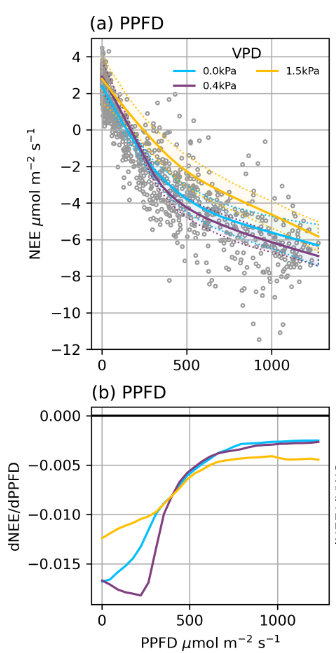 (a) PPFD
VPD
0.0kPa 1.5kPa
0.4kPa
4
2
0
−2
−4
−6
−8
−10
−12
NEE μmol m⁻² s⁻¹
0 500 1000
(b) PPFD
0.000
−0.005
−0.010
−0.015
dNEE/dPPFD
0 500 1000
PPFD μmol m⁻² s⁻¹